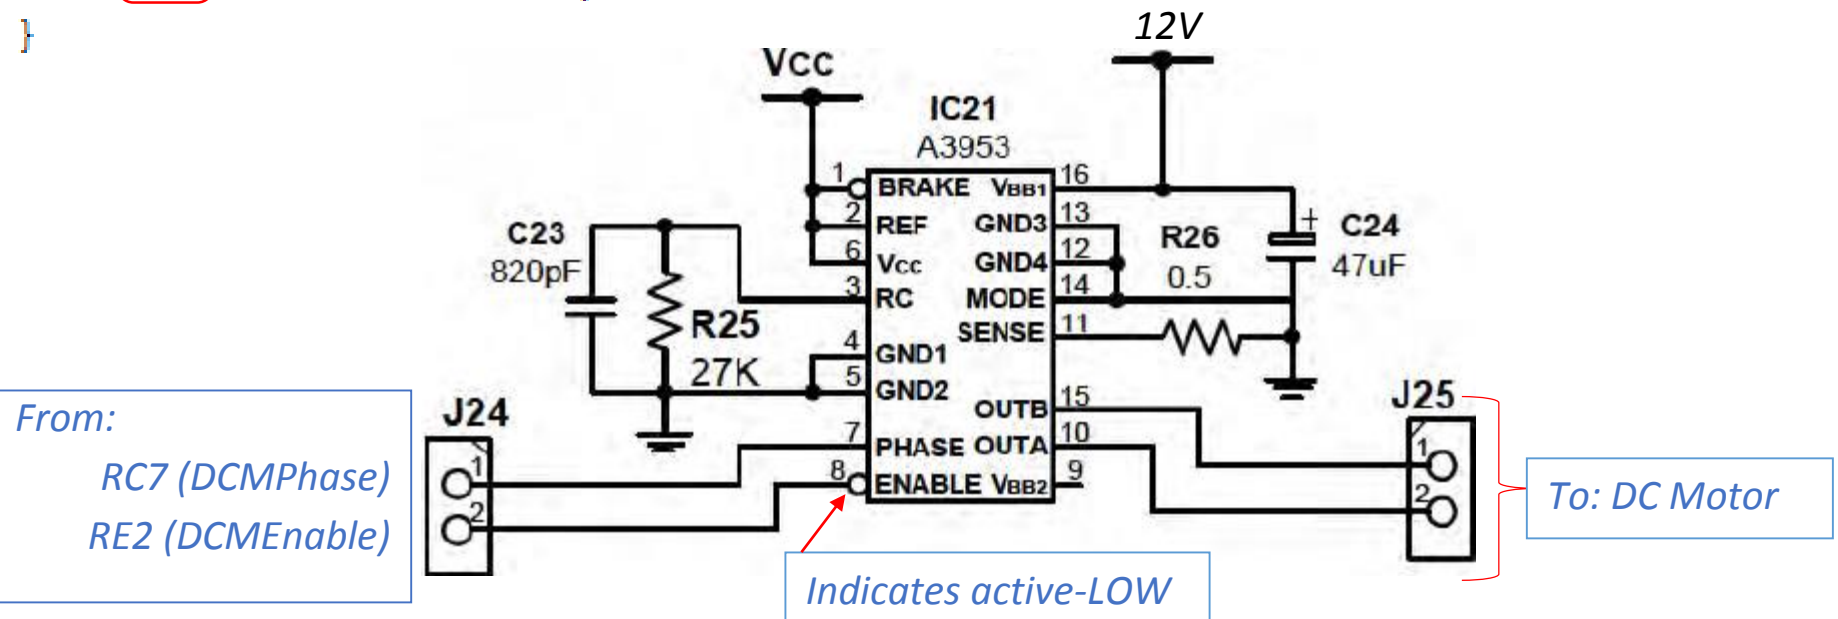 }
12V
Vcc
IC21
A3953
1
BRAKE
VBB1
16
2
REF
GND3
13
6
Vcc
GND4
12
3
RC
MODE
14
SENSE
11
4
GND1
5
GND2
OUTB
15
7
PHASE
OUTA
10
8
ENABLE
VBB2
9
C23
820pF
R25
27K
R26
0.5
+
C24
47uF
J24
1
2
J25
1
2
From:
RC7 (DCMPhase)
RE2 (DCMEnable)
Indicates active-LOW
To: DC Motor